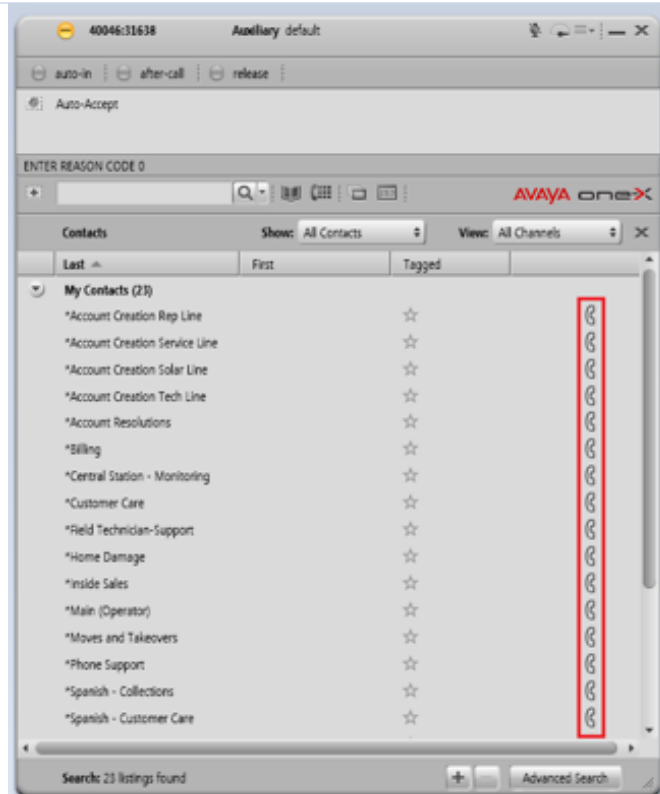 40046:31638 Auxiliary default
auto-in after-call release
Auto-Accept
ENTER REASON CODE 0
AVAYA one-X
Contacts Show: All Contacts View: All Channels
Last First Tagged
My Contacts (23)
*Account Creation Rep Line
*Account Creation Service Line
*Account Creation Solar Line
*Account Creation Tech Line
*Account Resolutions
*Billing
*Central Station - Monitoring
*Customer Care
*Field Technician-Support
*Home Damage
*Inside Sales
*Main (Operator)
*Moves and Takeovers
*Phone Support
*Spanish - Collections
*Spanish - Customer Care
Search: 23 listings found Advanced Search